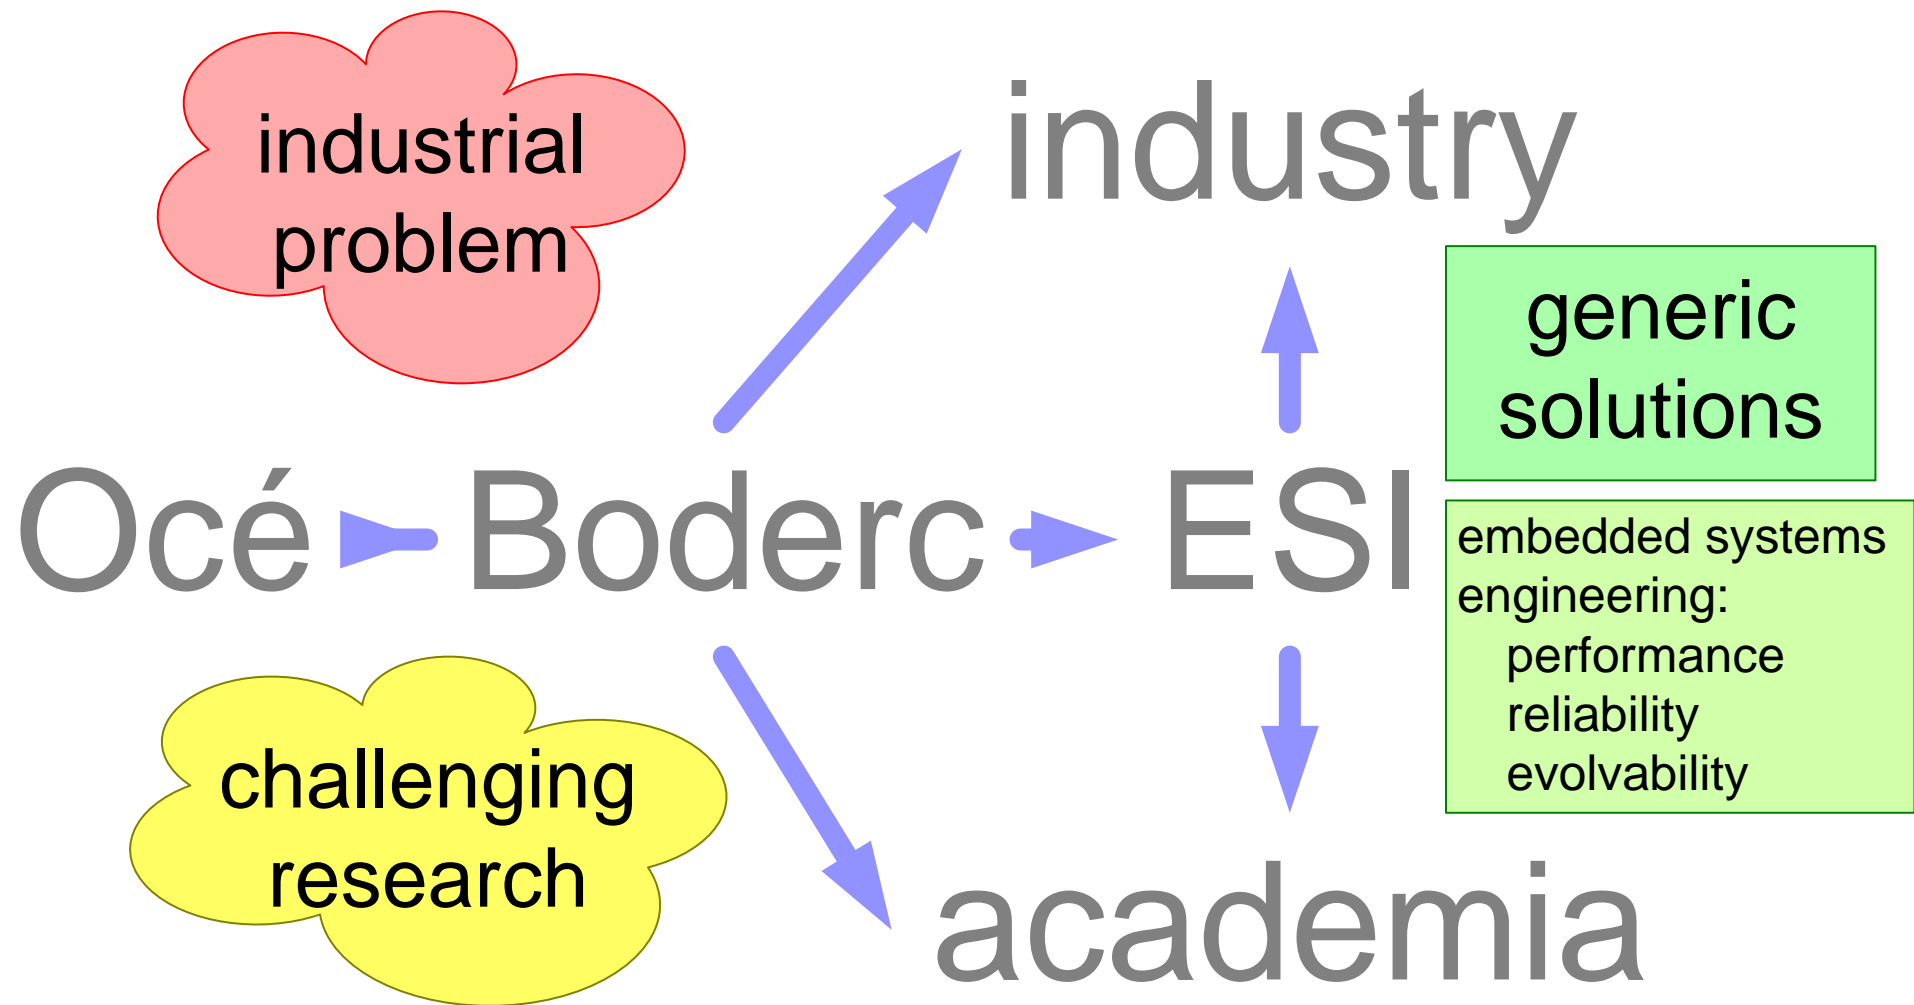 industrial
problem
industry
generic
solutions
Océ
Boderc
ESI
embedded systems
engineering:
performance
reliability
evolvability
challenging
research
academia